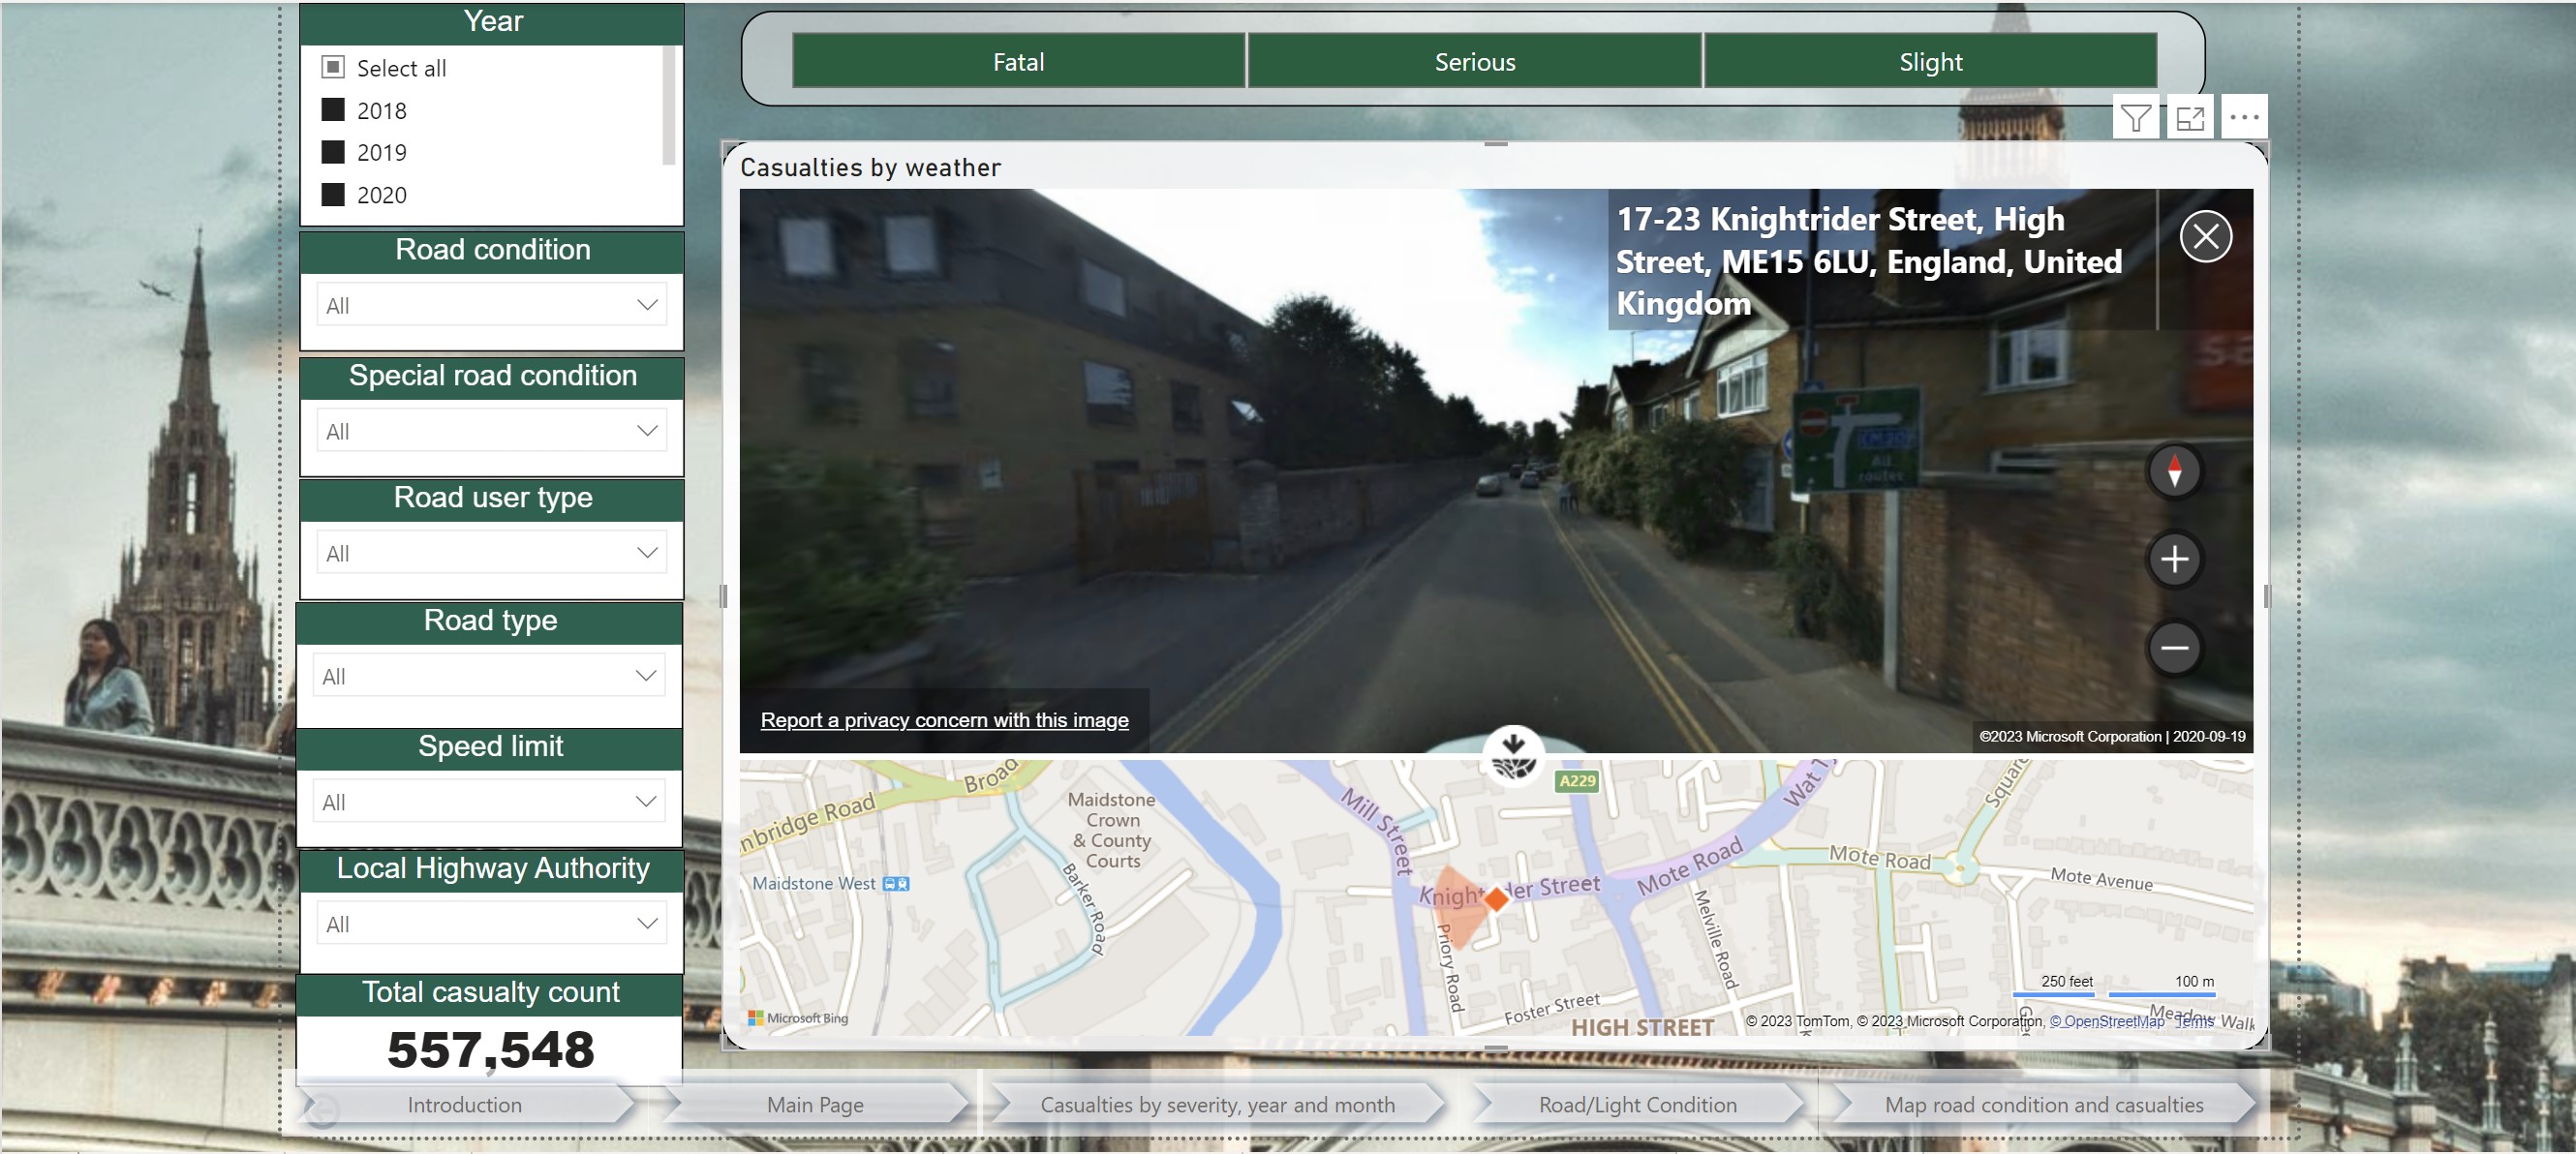 Year
Select all
2018
2019
2020
Road condition
All
Special road condition
All
Road user type
All
Road type
All
Speed limit
All
Local Highway Authority
All
Total casualty count
557,548
Fatal
Serious
Slight
Casualties by weather
17-23 Knightrider Street, High
Street, ME15 6LU, England, United
Kingdom
All
routes
Report a privacy concern with this image
©2023 Microsoft Corporation | 2020-09-19
A229
Broad
nbridge Road
Maidstone
Crown
& County
Courts
Maidstone West
Barker Road
Mill Street
Wat T
Square
Knight der Street
Mote Road
Mote Road
Mote Avenue
Priory Road
Melville Road
Foster Street
HIGH STREET
250 feet
100 m
Meadow Walk
Microsoft Bing
© 2023 TomTom, © 2023 Microsoft Corporation, © OpenStreetMap Terms
Introduction
Main Page
Casualties by severity, year and month
Road/Light Condition
Map road condition and casualties